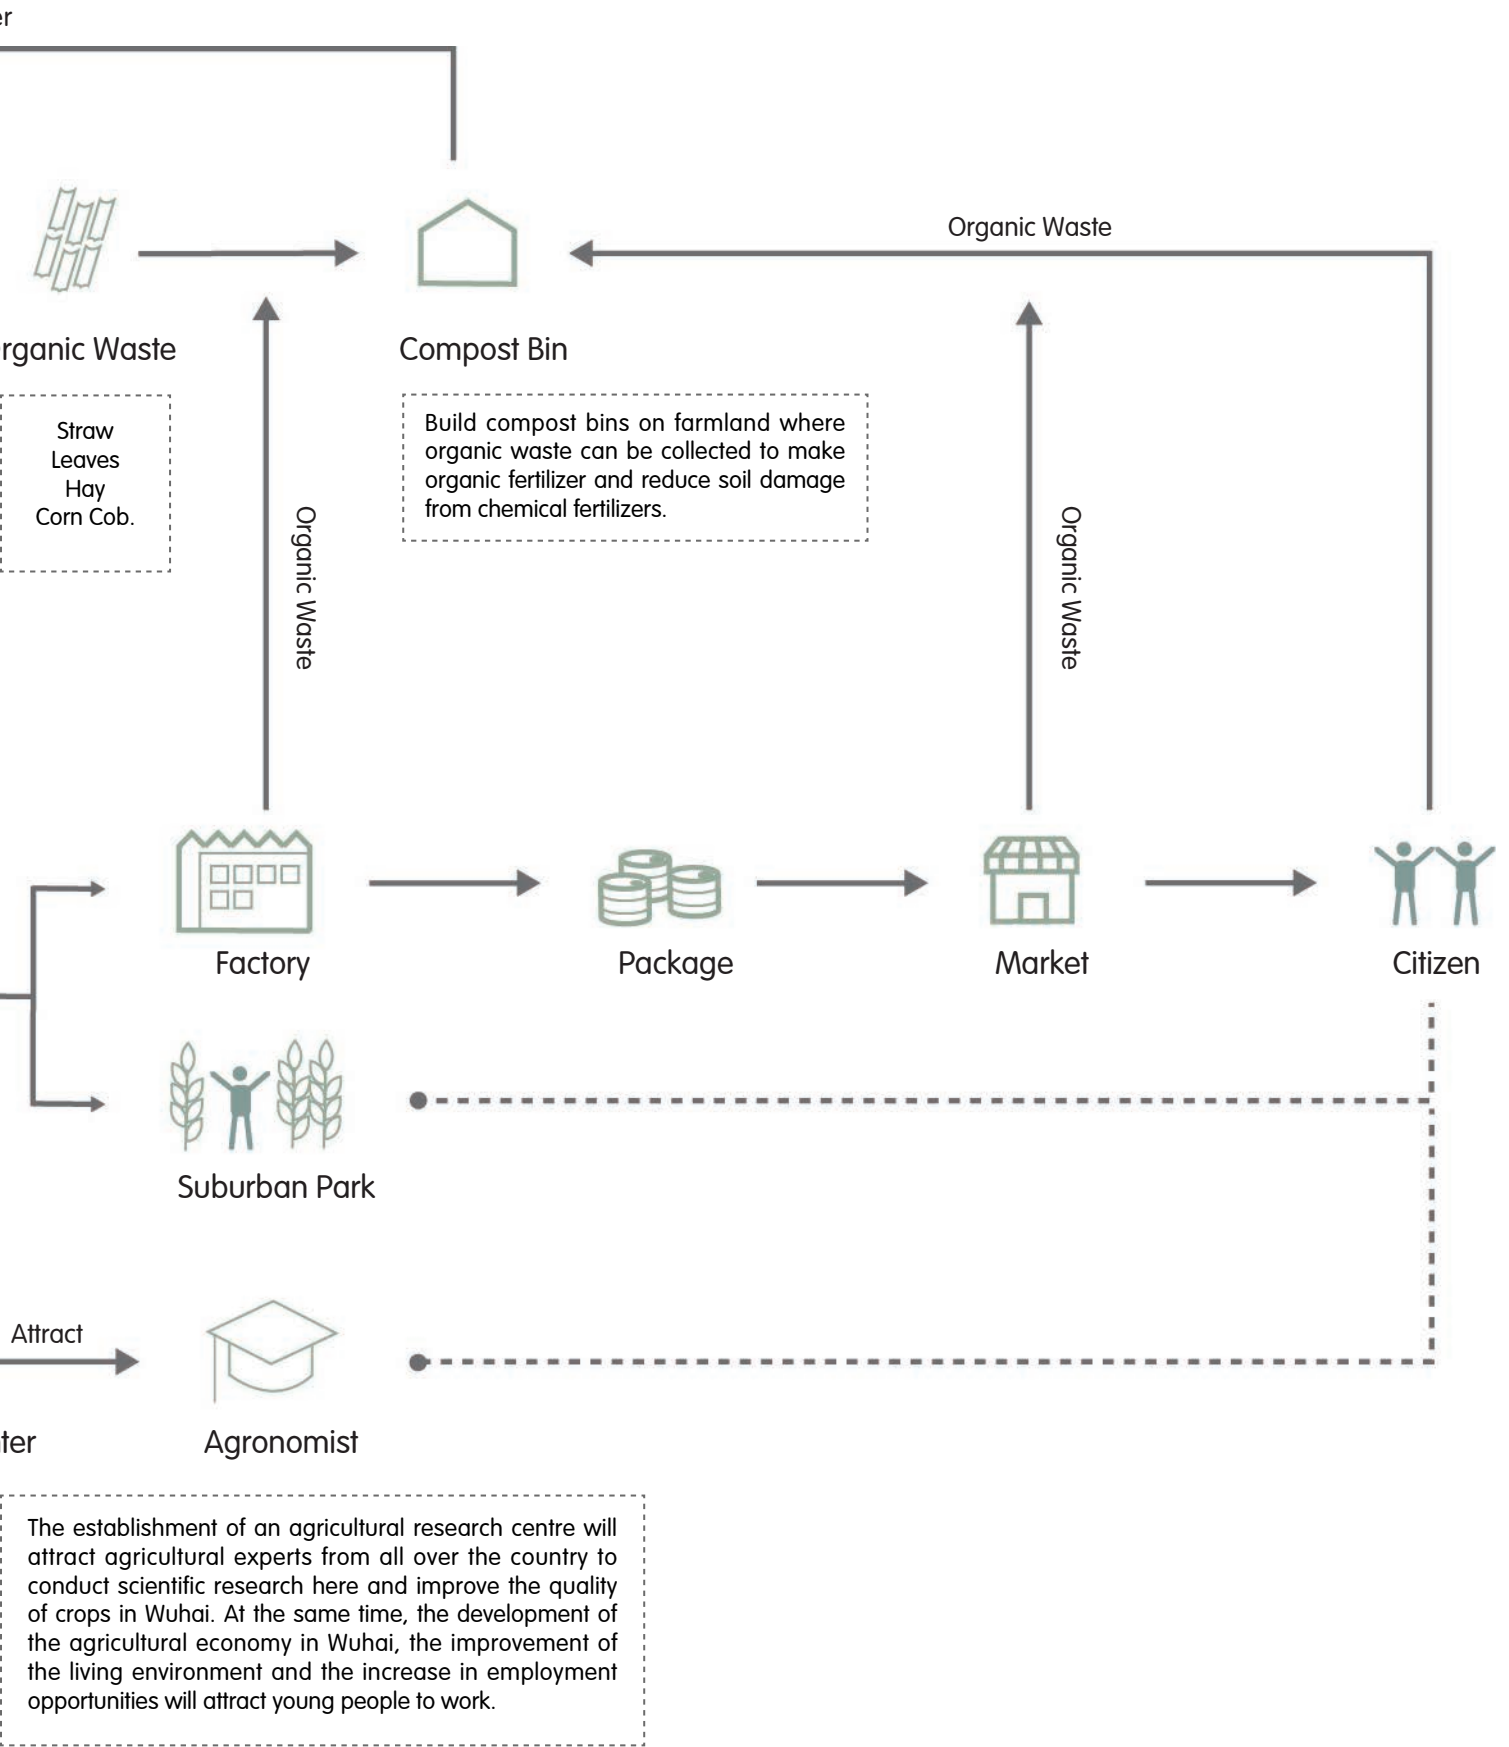 er
Organic Waste
rganic Waste
Compost Bin
Straw
Leaves
Hay
Corn Cob.
Build compost bins on farmland where
organic waste can be collected to make
organic fertilizer and reduce soil damage
from chemical fertilizers.
Organic Waste
Organic Waste
Factory
Package
Market
Citizen
Suburban Park
Attract
ter
Agronomist
The establishment of an agricultural research centre will
attract agricultural experts from all over the country to
conduct scientific research here and improve the quality
of crops in Wuhai. At the same time, the development of
the agricultural economy in Wuhai, the improvement of
the living environment and the increase in employment
opportunities will attract young people to work.